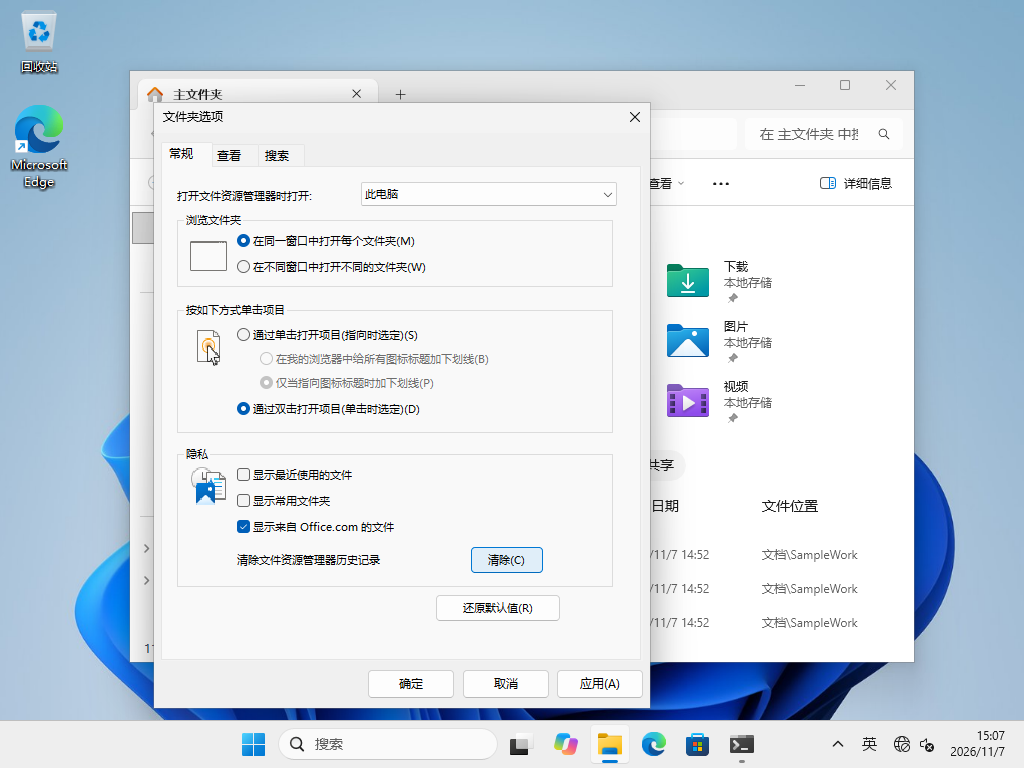 回收站
Microsoft
Edge
主文件夹
在 主文件夹 中搜
查看
详细信息
下载
本地存储
图片
本地存储
视频
本地存储
共享
日期
文件位置
/11/7 14:52
文档\SampleWork
/11/7 14:52
文档\SampleWork
/11/7 14:52
文档\SampleWork
文件夹选项
常规
查看
搜索
打开文件资源管理器时打开:
此电脑
浏览文件夹
在同一窗口中打开每个文件夹(M)
在不同窗口中打开不同的文件夹(W)
按如下方式单击项目
通过单击打开项目(指向时选定)(S)
在我的浏览器中给所有图标标题加下划线(B)
仅当指向图标标题时加下划线(P)
通过双击打开项目(单击时选定)(D)
隐私
显示最近使用的文件
显示常用文件夹
显示来自 Office.com 的文件
清除文件资源管理器历史记录
清除(C)
还原默认值(R)
确定
取消
应用(A)
搜索
英
15:07
2026/11/7